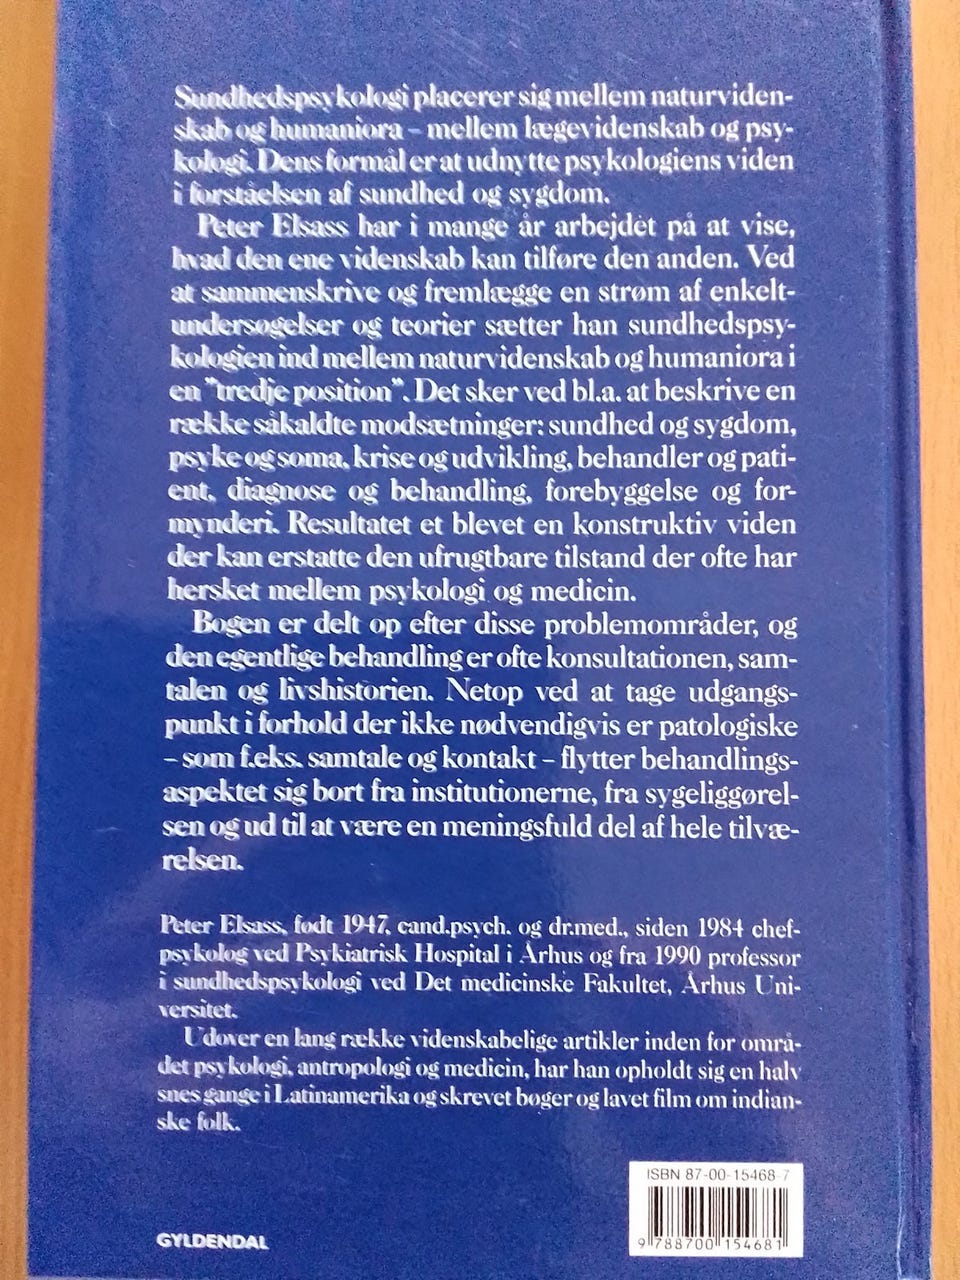 Sundhedspsykologi placerer sig mellem naturviden-
skab og humaniora – mellem lægevidenskab og psy-
kologi. Dens formål er at udnytte psykologiens viden
i forståelsen af sundhed og sygdom.
Peter Elsass har i mange år arbejdet på at vise,
hvad den ene videnskab kan tilføre den anden. Ved
at sammenskrive og fremlægge en strøm af enkelt-
undersøgelser og teorier sætter han sundhedspsy-
kologien ind mellem naturvidenskab og humaniora i
en "tredje position". Det sker ved bl.a. at beskrive en
række såkaldte modsætninger: sundhed og sygdom,
psyke og soma, krise og udvikling, behandler og pati-
ent, diagnose og behandling, forebyggelse og for-
mynderi. Resultatet et blevet en konstruktiv viden
der kan erstatte den ufrugtbare tilstand der ofte har
hersket mellem psykologi og medicin.
Bogen er delt op efter disse problemområder, og
den egentlige behandling er ofte konsultationen, sam-
talen og livshistorien. Netop ved at tage udgangs-
punkt i forhold der ikke nødvendigvis er patologiske
– som f.eks. samtale og kontakt – flytter behandlings-
aspektet sig bort fra institutionerne, fra sygeliggørel-
sen og ud til at være en meningsfuld del af hele tilvæ-
relsen.
Peter Elsass, født 1947, cand.psych. og dr.med., siden 1984 chef-
psykolog ved Psykiatrisk Hospital i Århus og fra 1990 professor
i sundhedspsykologi ved Det medicinske Fakultet, Århus Uni-
versitet.
Udover en lang række videnskabelige artikler inden for områ-
det psykologi, antropologi og medicin, har han opholdt sig en halv
snes gange i Latinamerika og skrevet bøger og lavet film om indian-
ske folk.
ISBN 87-00-15468-7
9 788700 154681
GYLDENDAL